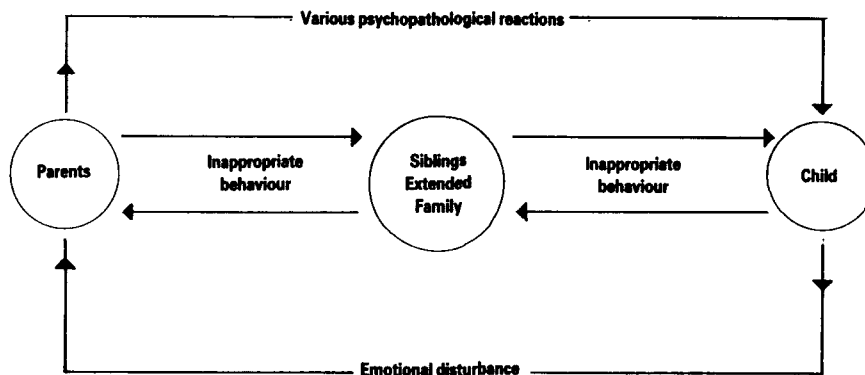 Various psychopathological reactions
Parents
Inappropriate
behaviour
Siblings
Extended
Family
Inappropriate
behaviour
Child
Emotional disturbance